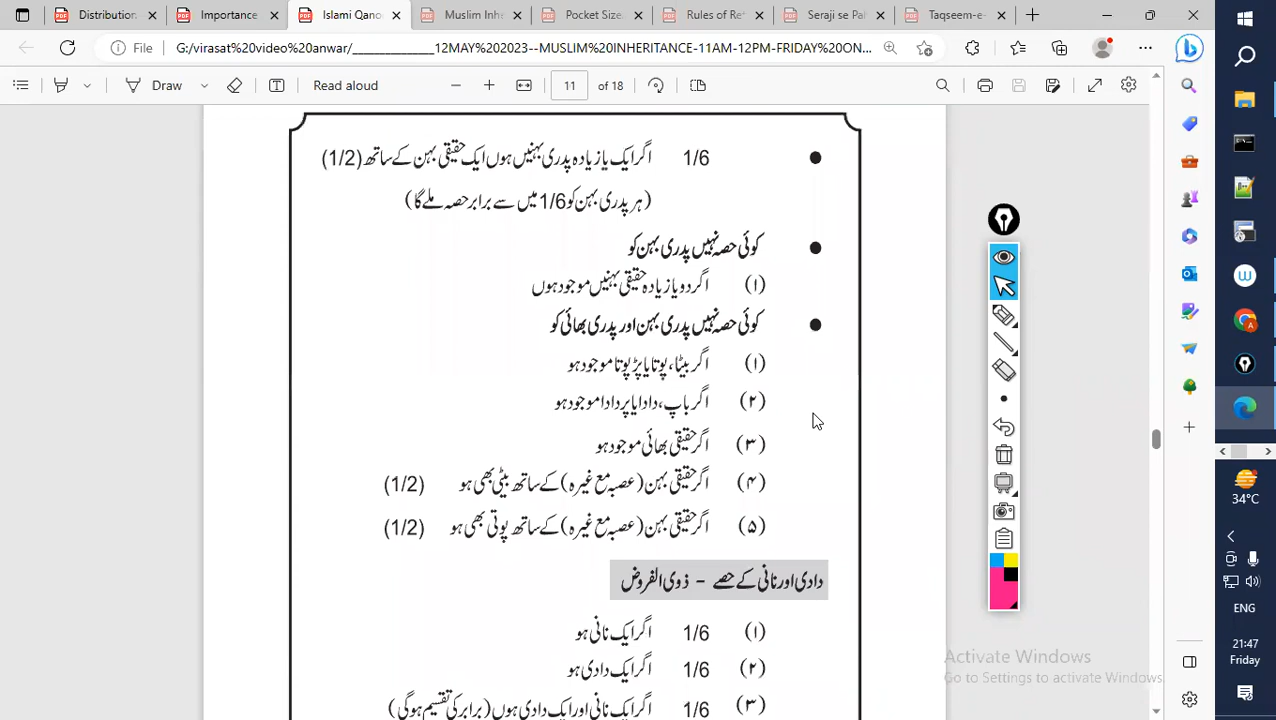 Distribution
Importance
Islami Qano
Muslim Inh
Pocket Size
Rules of Ret
Seraji se Pai
Taqseem-e-
File
G:/virasat%20video%20anwar/____________12MAY%202023--MUSLIM%20INHERITANCE-11AM-12PM-FRIDAY%20ON...
Draw
Read aloud
11 of 18
1/6 اگر ایک یا زیادہ پدری بہنیں ہوں ایک حقیقی بہن کے ساتھ (1/2)
(ہر پدری بہن کو 1/6 میں سے برابر حصہ ملے گا)
کوئی حصہ نہیں پدری بہن کو
(۱) اگر دو یا زیادہ حقیقی بہنیں موجود ہوں
کوئی حصہ نہیں پدری بہن اور پدری بھائی کو
(۱) اگر بیٹا، پوتا یا پڑپوتا موجود ہو
(۲) اگر باپ، دادا یا پردادا موجود ہو
(۳) اگر حقیقی بھائی موجود ہو
(۴) اگر حقیقی بہن (عصبہ مع غیرہ) کے ساتھ بیٹی بھی ہو (1/2)
(۵) اگر حقیقی بہن (عصبہ مع غیرہ) کے ساتھ پوتی بھی ہو (1/2)
دادی اور نانی کے حصے - ذوی الفروض
(۱) 1/6 اگر ایک نانی ہو
(۲) 1/6 اگر ایک دادی ہو
(۳) 1/6 اگر ایک نانی اور ایک دادی ہوں (برابر کی تقسیم ہوگی)
Activate Windows
Go to Settings to activate Windows.
34°C
ENG
21:47
Friday